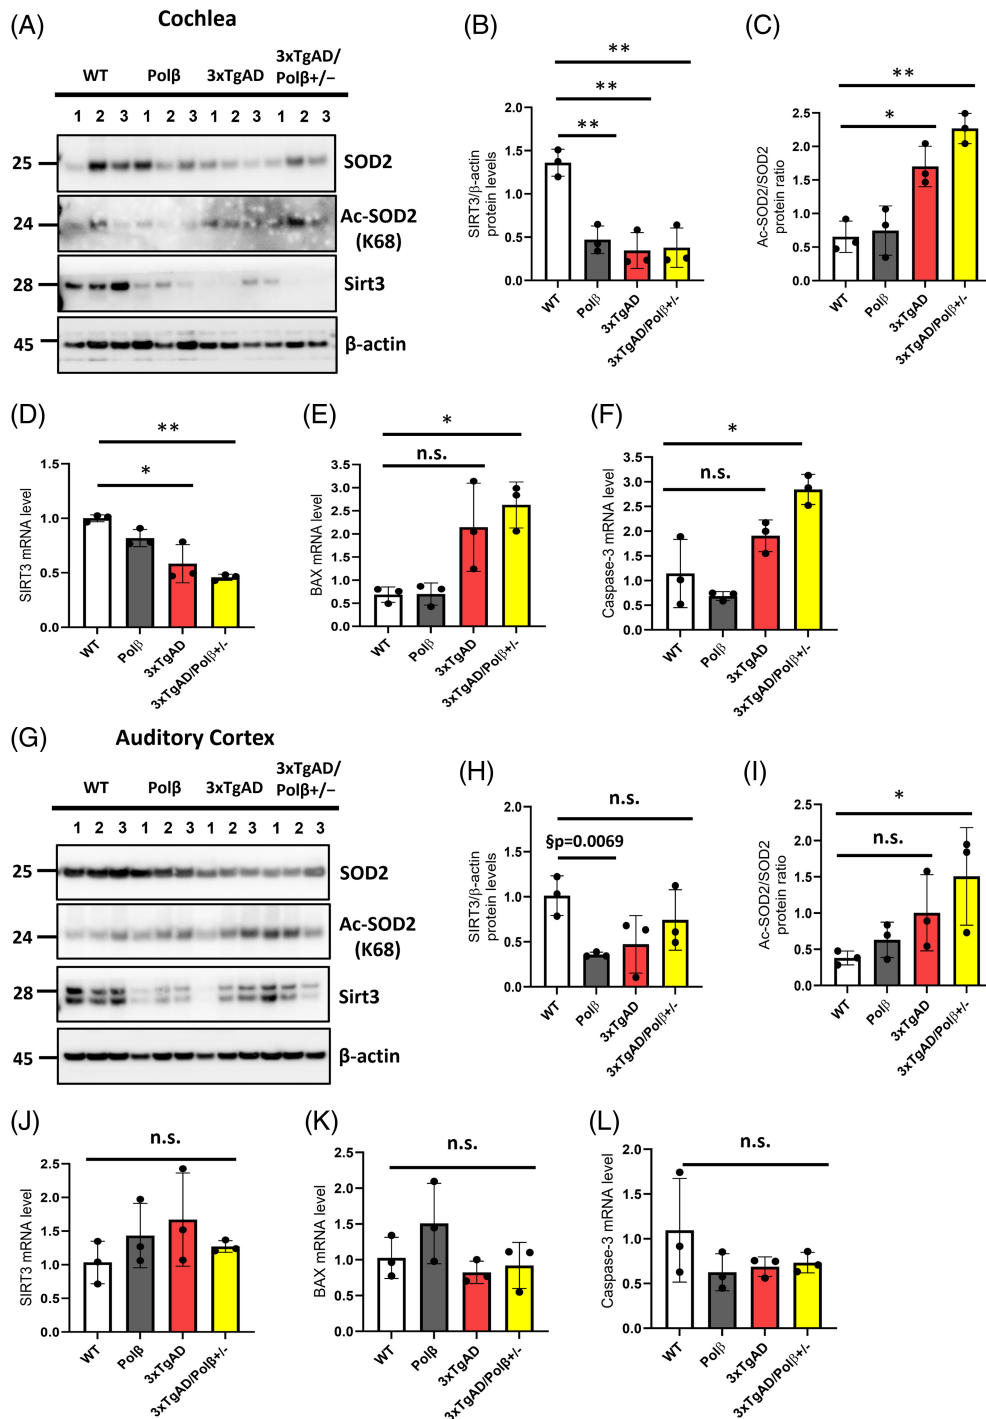 (A)
Cochlea
WT Polβ 3xTgAD 3xTgAD/
Polβ+/−
1 2 3 1 2 3 1 2 3 1 2 3
25 SOD2
24 Ac-SOD2
(K68)
28 Sirt3
45 β-actin
(B)
**
**
**
SIRT3/β-actin
protein levels
2.0
1.5
1.0
0.5
0.0
WT
Polβ
3xTgAD
3xTgAD/Polβ+/-
(C)
**
*
Ac-SOD2/SOD2
protein ratio
2.5
2.0
1.5
1.0
0.5
0.0
WT
Polβ
3xTgAD
3xTgAD/Polβ+/-
(D)
**
*
SIRT3 mRNA level
1.5
1.0
0.5
0.0
WT
Polβ
3xTgAD
3xTgAD/Polβ+/-
(E)
*
n.s.
BAX mRNA level
3.5
3.0
2.5
2.0
1.5
1.0
0.5
0.0
WT
Polβ
3xTgAD
3xTgAD/Polβ+/-
(F)
*
n.s.
Caspase-3 mRNA level
3.5
3.0
2.5
2.0
1.5
1.0
0.5
0.0
WT
Polβ
3xTgAD
3xTgAD/Polβ+/-
(G)
Auditory Cortex
WT Polβ 3xTgAD 3xTgAD/
Polβ+/−
1 2 3 1 2 3 1 2 3 1 2 3
25 SOD2
24 Ac-SOD2
(K68)
28 Sirt3
45 β-actin
(H)
n.s.
§p=0.0069
SIRT3/β-actin
protein levels
2.0
1.5
1.0
0.5
0.0
WT
Polβ
3xTgAD
3xTgAD/Polβ+/-
(I)
*
n.s.
Ac-SOD2/SOD2
protein ratio
2.5
2.0
1.5
1.0
0.5
0.0
WT
Polβ
3xTgAD
3xTgAD/Polβ+/-
(J)
n.s.
SIRT3 mRNA level
2.5
2.0
1.5
1.0
0.5
0.0
WT
Polβ
3xTgAD
3xTgAD/Polβ+/-
(K)
n.s.
BAX mRNA level
2.5
2.0
1.5
1.0
0.5
0.0
WT
Polβ
3xTgAD
3xTgAD/Polβ+/-
(L)
n.s.
Caspase-3 mRNA level
2.0
1.5
1.0
0.5
0.0
WT
Polβ
3xTgAD
3xTgAD/Polβ+/-